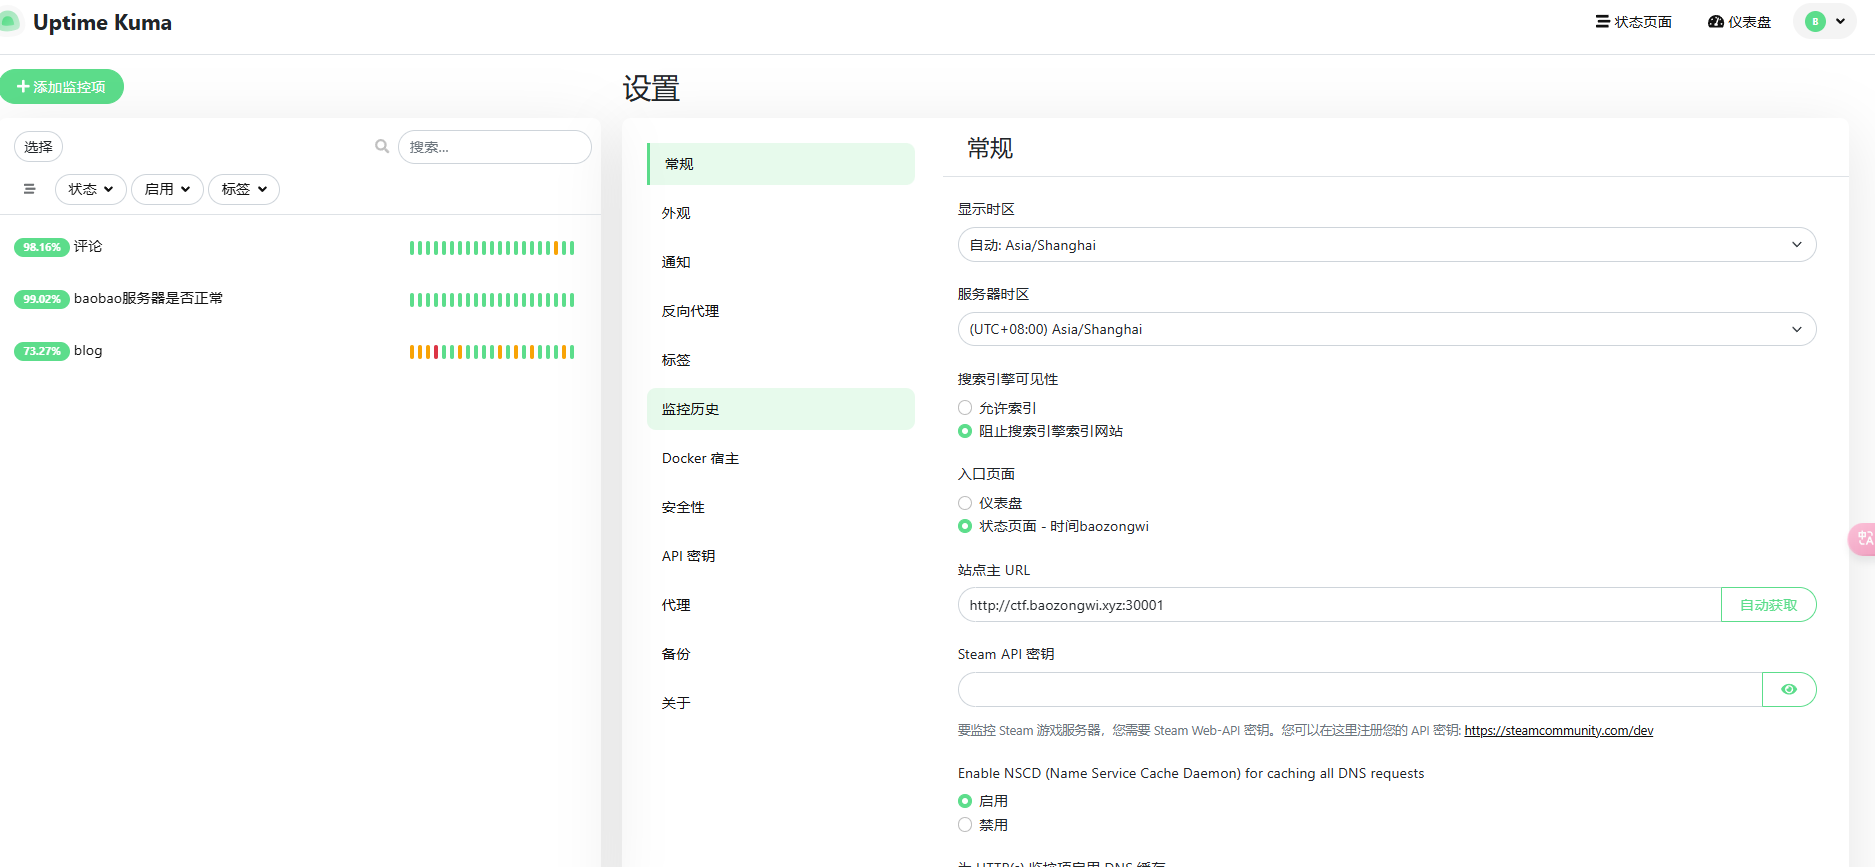 Uptime Kuma
状态页面
仪表盘
B
添加监控项
选择
搜索...
状态
启用
标签
98.16% 评论
99.02% baobao服务器是否正常
73.27% blog
设置
常规
外观
通知
反向代理
标签
监控历史
Docker 宿主
安全性
API 密钥
代理
备份
关于
常规
显示时区
自动: Asia/Shanghai
服务器时区
(UTC+08:00) Asia/Shanghai
搜索引擎可见性
允许索引
阻止搜索引擎索引网站
入口页面
仪表盘
状态页面 - 时间baozongwi
站点主 URL
http://ctf.baozongwi.xyz:30001
自动获取
Steam API 密钥
要监控 Steam 游戏服务器，您需要 Steam Web-API 密钥。您可以在这里注册您的 API 密钥: https://steamcommunity.com/dev
Enable NSCD (Name Service Cache Daemon) for caching all DNS requests
启用
禁用
为 HTTP(s) 监控项启用 DNS 缓存